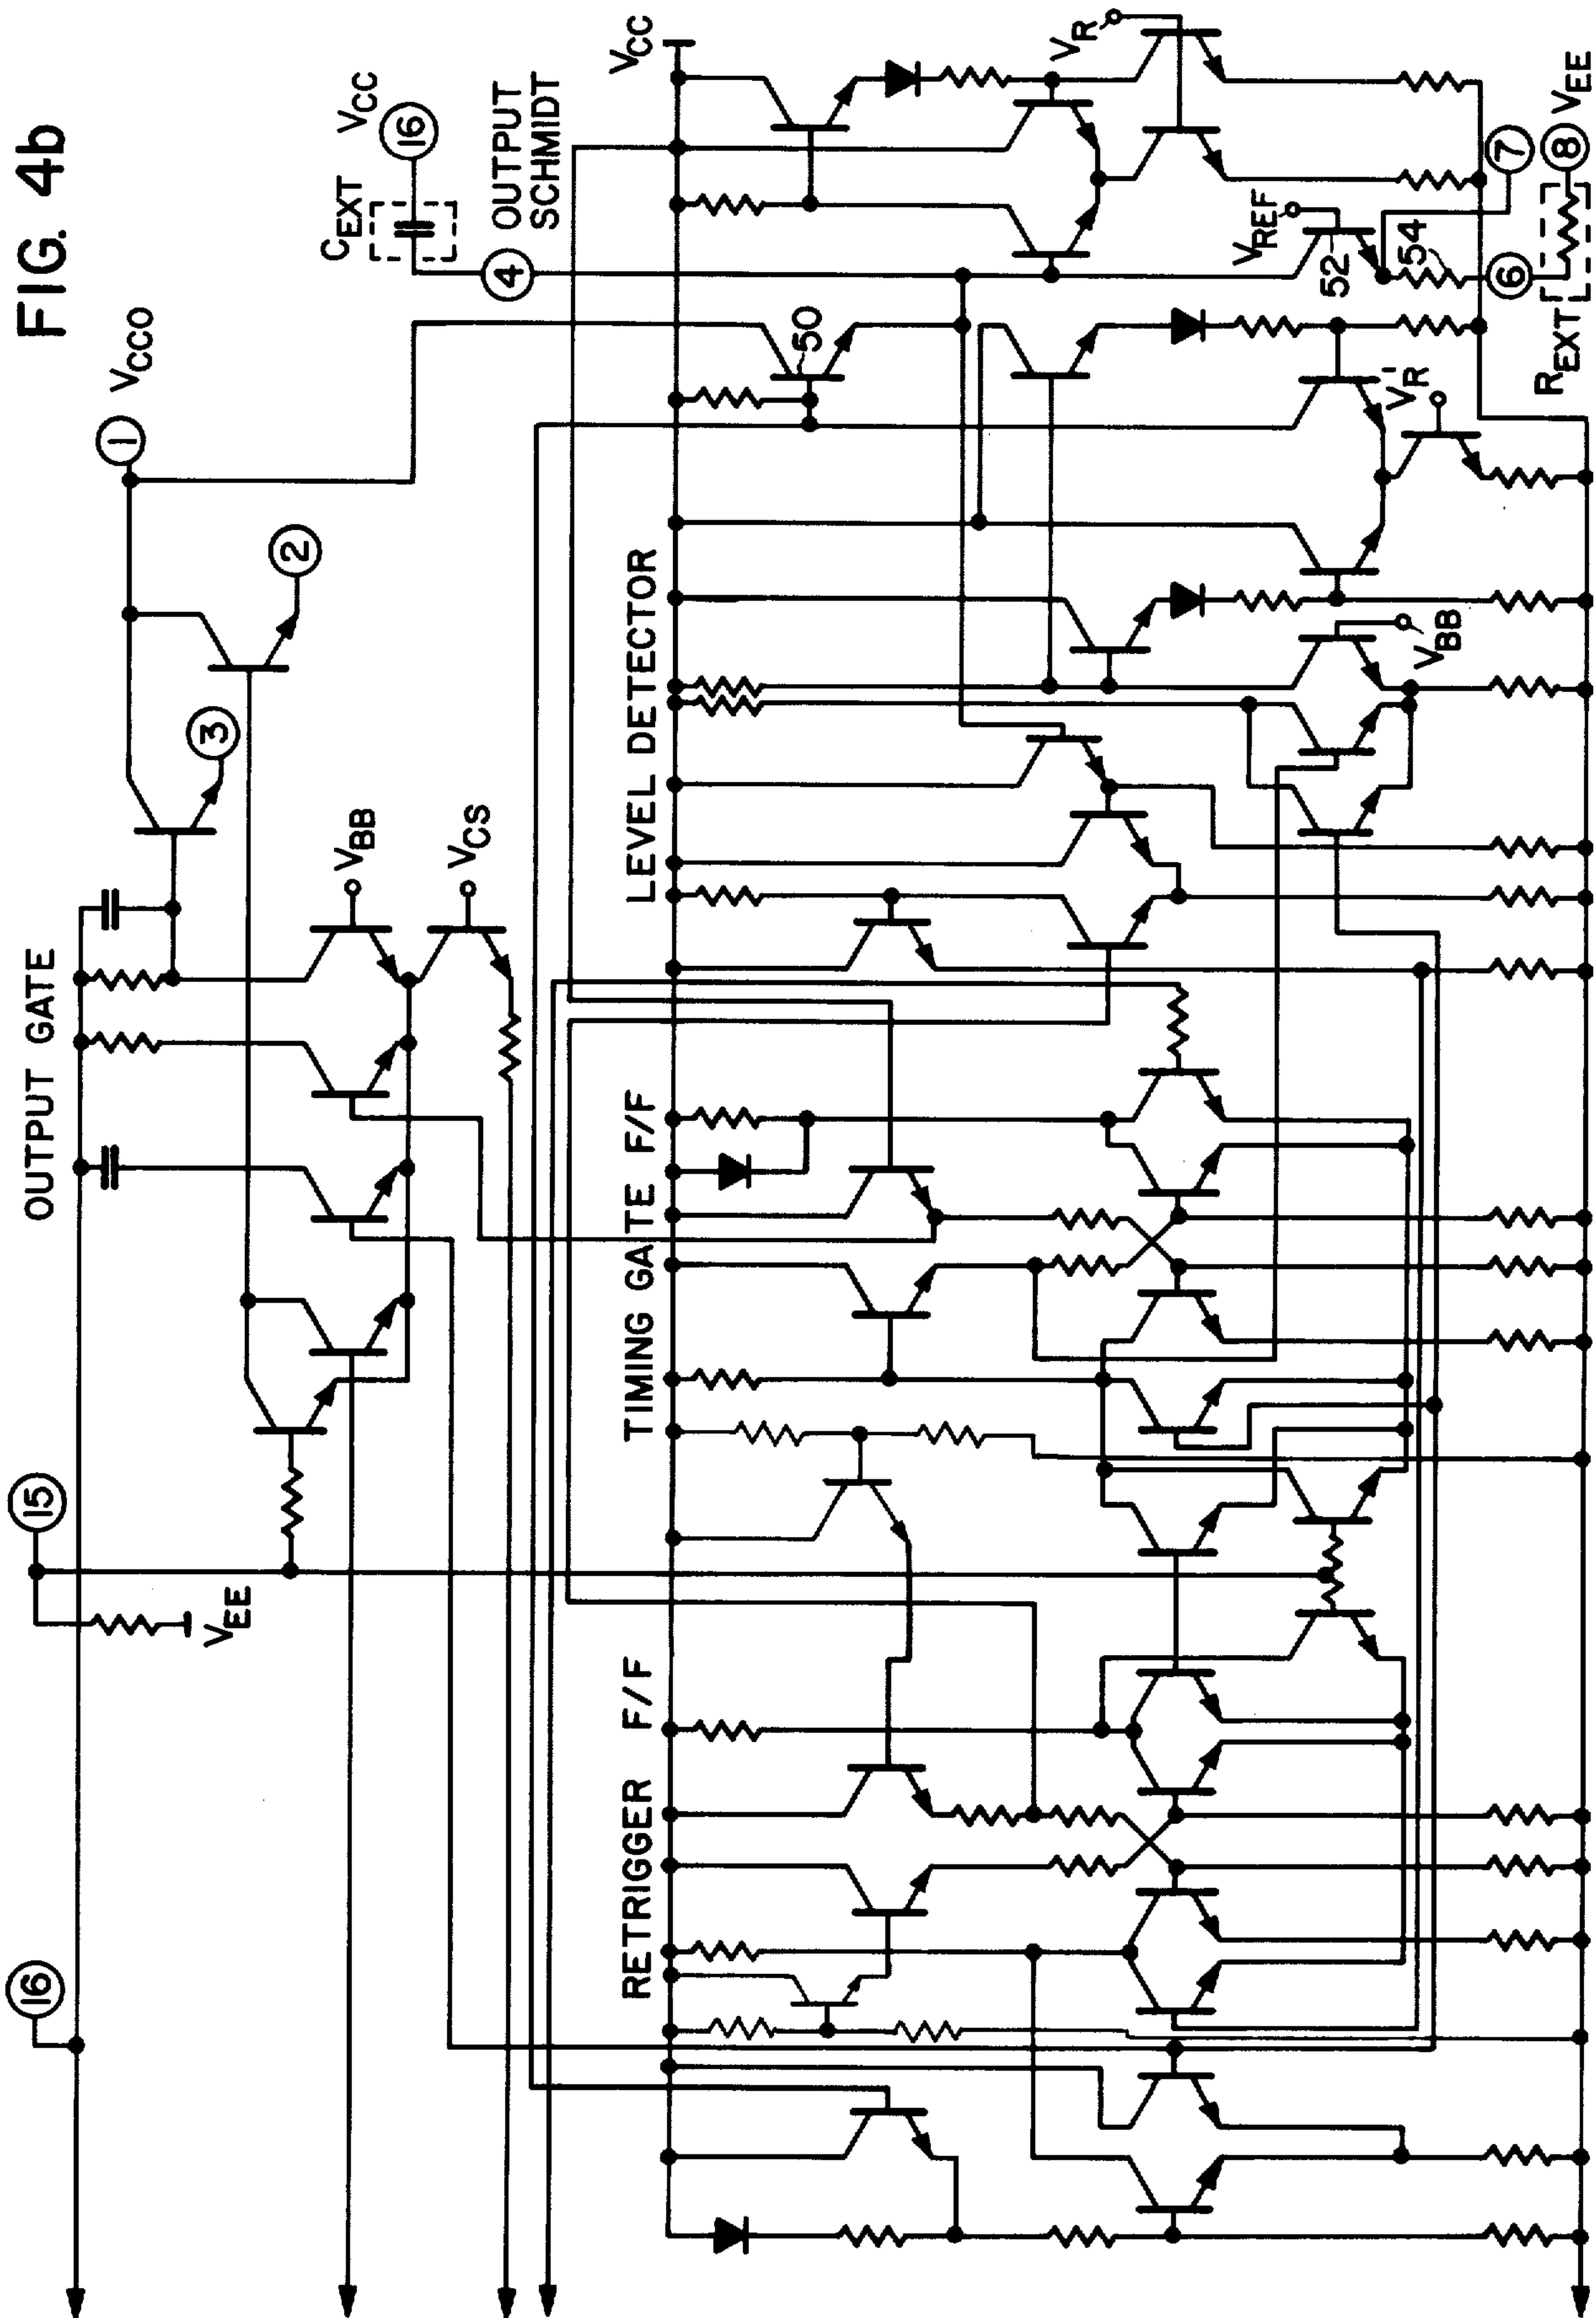 FIG. 4b
16
15
OUTPUT GATE
1
VCCO
3
2
VBB
VCS
VEE
CEXT
VCC
16
4
OUTPUT
SCHMIDT
RETRIGGER F/F
TIMING GATE F/F
LEVEL DETECTOR
VCC
50
VR
VREF
52
54
VBB
VR'
7
6
8
VEE
REXT